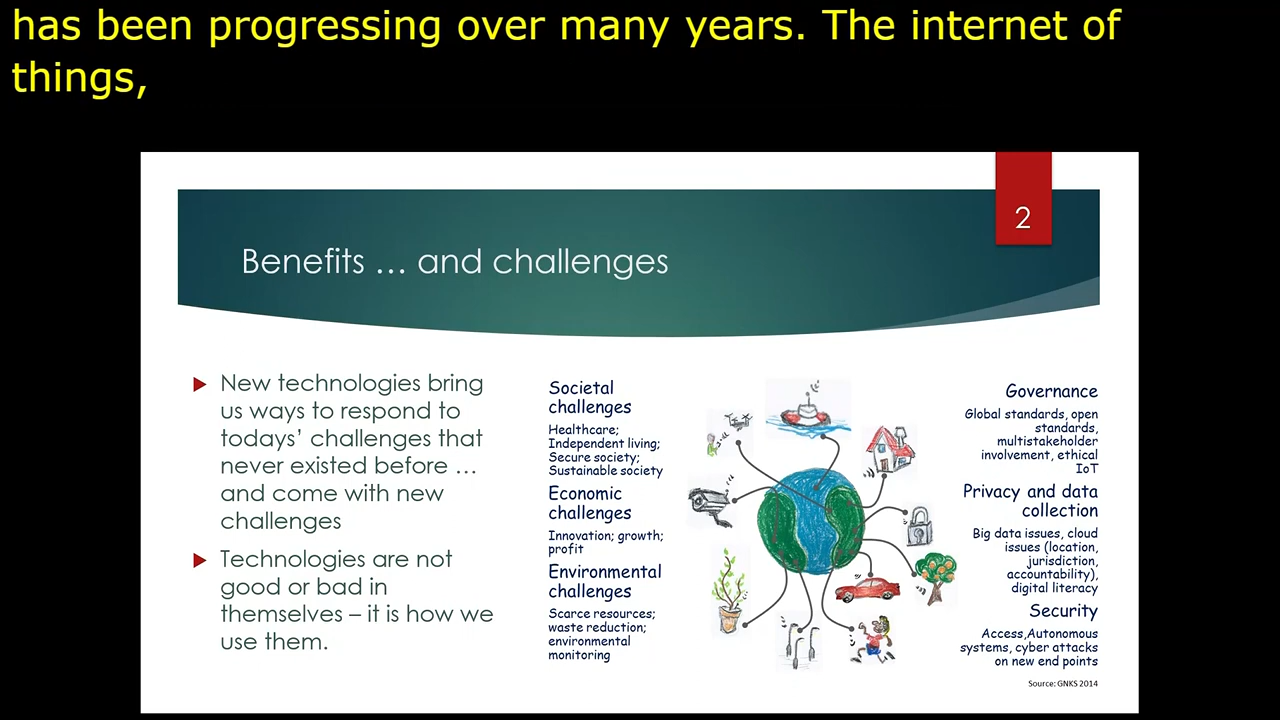 has been progressing over many years. The internet of
things,
2
Benefits … and challenges
New technologies bring
us ways to respond to
todays’ challenges that
never existed before …
and come with new
challenges
Technologies are not
good or bad in
themselves – it is how we
use them.
Societal
challenges
Healthcare;
Independent living;
Secure society;
Sustainable society
Economic
challenges
Innovation; growth;
profit
Environmental
challenges
Scarce resources;
waste reduction;
environmental
monitoring
Governance
Global standards, open
standards,
multistakeholder
involvement, ethical
IoT
Privacy and data
collection
Big data issues, cloud
issues (location,
jurisdiction,
accountability),
digital literacy
Security
Access,Autonomous
systems, cyber attacks
on new end points
Source: GNKS 2014